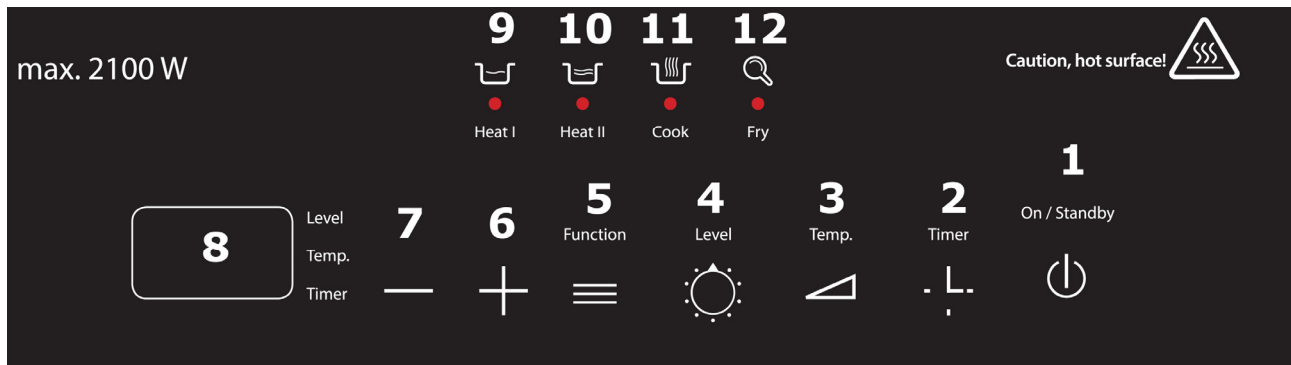 9 10 11 12
max. 2100 W
Caution, hot surface!
Heat I Heat II Cook Fry
1
7 6 5 4 3 2
Function Level Temp. Timer On / Standby
8
Level
Temp.
Timer